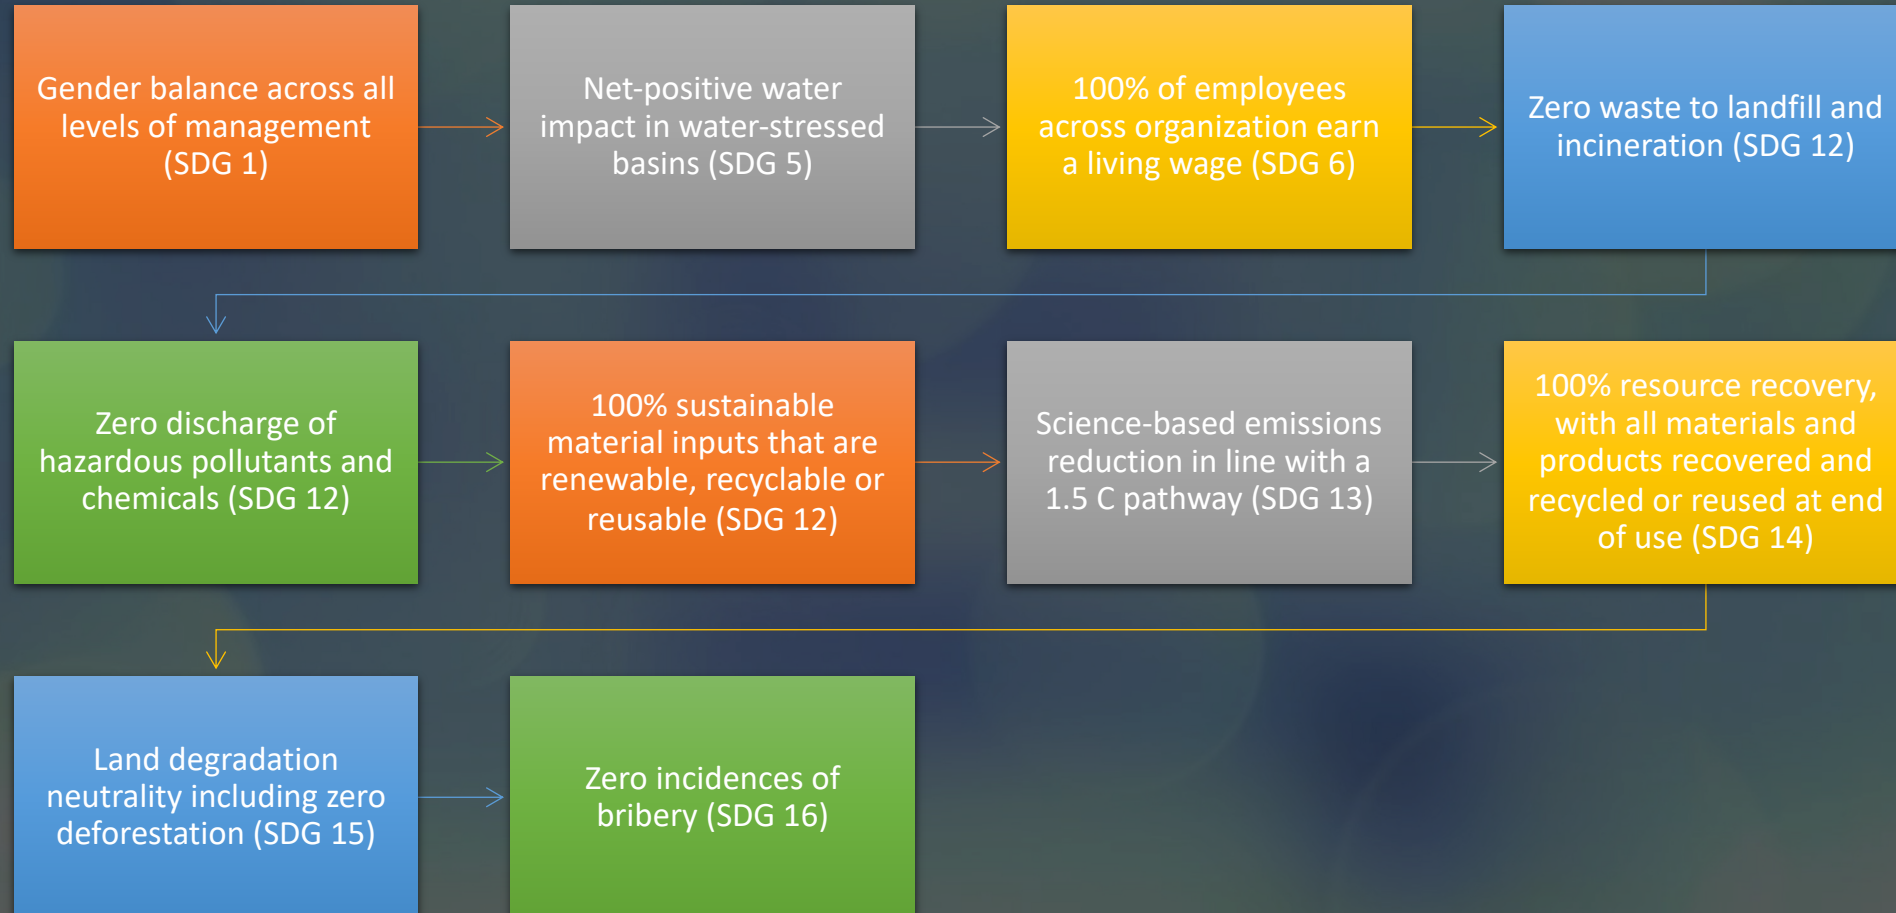 Gender balance across all
levels of management
(SDG 1)
Net-positive water
impact in water-stressed
basins (SDG 5)
100% of employees
across organization earn
a living wage (SDG 6)
Zero waste to landfill and
incineration (SDG 12)
Zero discharge of
hazardous pollutants and
chemicals (SDG 12)
100% sustainable
material inputs that are
renewable, recyclable or
reusable (SDG 12)
Science-based emissions
reduction in line with a
1.5 C pathway (SDG 13)
100% resource recovery,
with all materials and
products recovered and
recycled or reused at end
of use (SDG 14)
Land degradation
neutrality including zero
deforestation (SDG 15)
Zero incidences of
bribery (SDG 16)